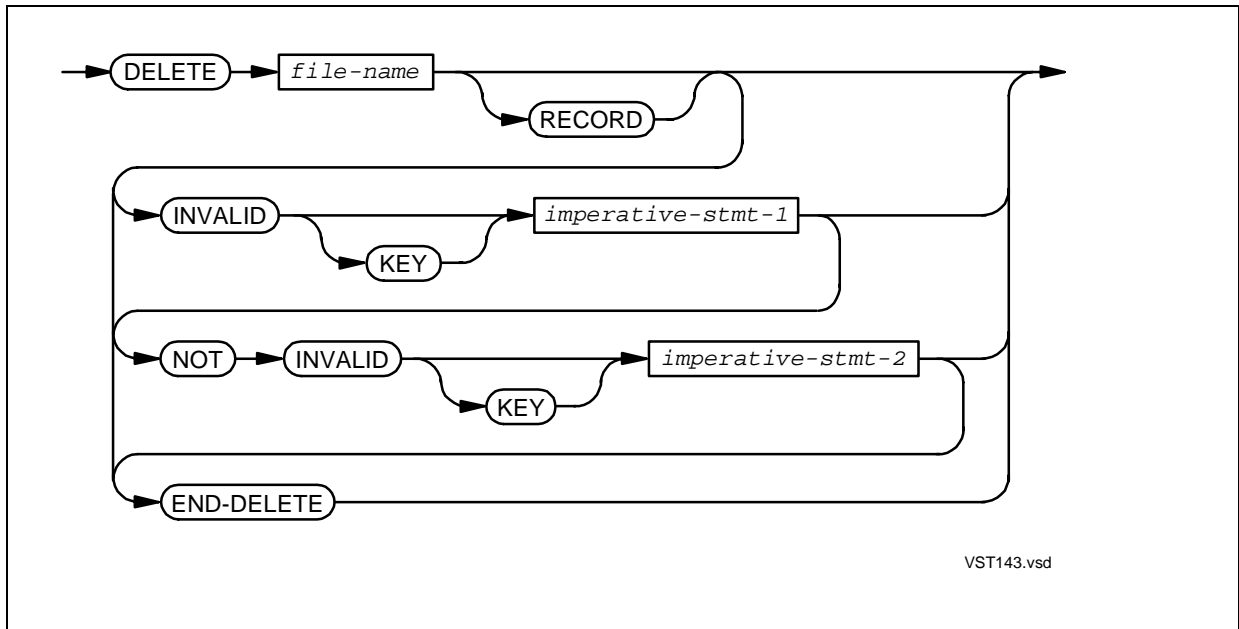 DELETE file-name
RECORD
INVALID imperative-stmt-1
KEY
NOT INVALID imperative-stmt-2
KEY
END-DELETE
VST143.vsd